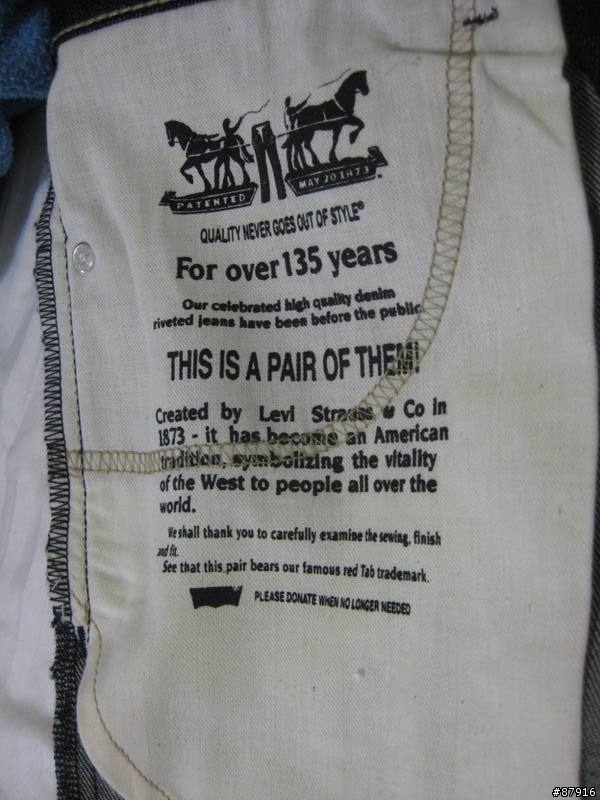 PATENTED MAY 20 1873
QUALITY NEVER GOES OUT OF STYLE®
For over 135 years
Our celebrated high quality denim
riveted jeans have been before the public
THIS IS A PAIR OF THEM!
Created by Levi Strauss & Co in
1873 - it has become an American
tradition, symbolizing the vitality
of the West to people all over the
world.
We shall thank you to carefully examine the sewing, finish
and fit.
See that this pair bears our famous red Tab trademark.
PLEASE DONATE WHEN NO LONGER NEEDED
#87916